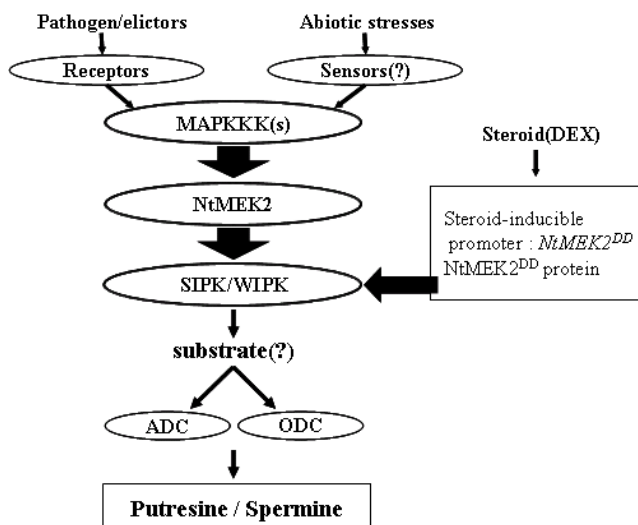 Pathogen/elictors
Abiotic stresses
Receptors
Sensors(?)
MAPKKK(s)
Steroid(DEX)
NtMEK2
Steroid-inducible
promoter : NtMEK2DD
NtMEK2DD protein
SIPK/WIPK
substrate(?)
ADC
ODC
Putresine / Spermine